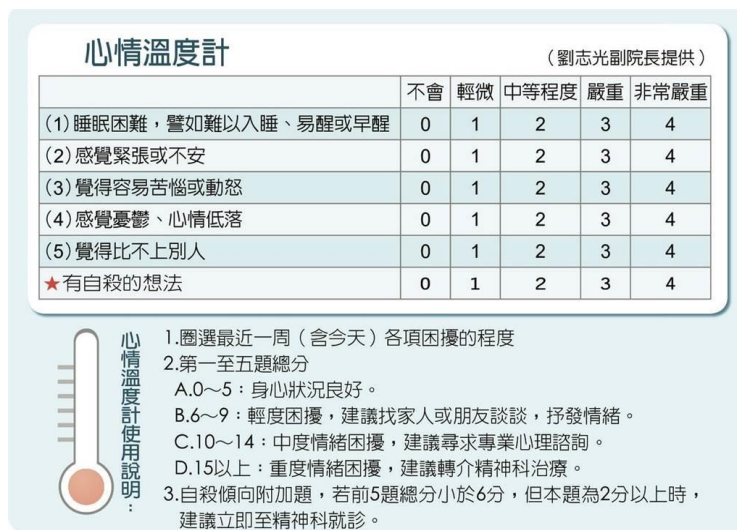 心情溫度計
（劉志光副院長提供）
不會 輕微 中等程度 嚴重 非常嚴重
(1)睡眠困難，譬如難以入睡、易醒或早醒 0 1 2 3 4
(2)感覺緊張或不安 0 1 2 3 4
(3)覺得容易苦惱或動怒 0 1 2 3 4
(4)感覺憂鬱、心情低落 0 1 2 3 4
(5)覺得比不上別人 0 1 2 3 4
★有自殺的想法 0 1 2 3 4
心情溫度計使用說明：
1.圈選最近一周（含今天）各項困擾的程度
2.第一至五題總分
A.0～5：身心狀況良好。
B.6～9：輕度困擾，建議找家人或朋友談談，抒發情緒。
C.10～14：中度情緒困擾，建議尋求專業心理諮詢。
D.15以上：重度情緒困擾，建議轉介精神科治療。
3.自殺傾向附加題，若前5題總分小於6分，但本題為2分以上時，
建議立即至精神科就診。